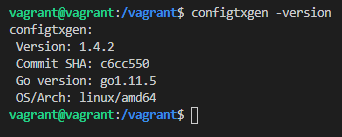 vagrant@vagrant:/vagrant$ configtxgen -version
configtxgen:
 Version: 1.4.2
 Commit SHA: c6cc550
 Go version: go1.11.5
 OS/Arch: linux/amd64
vagrant@vagrant:/vagrant$